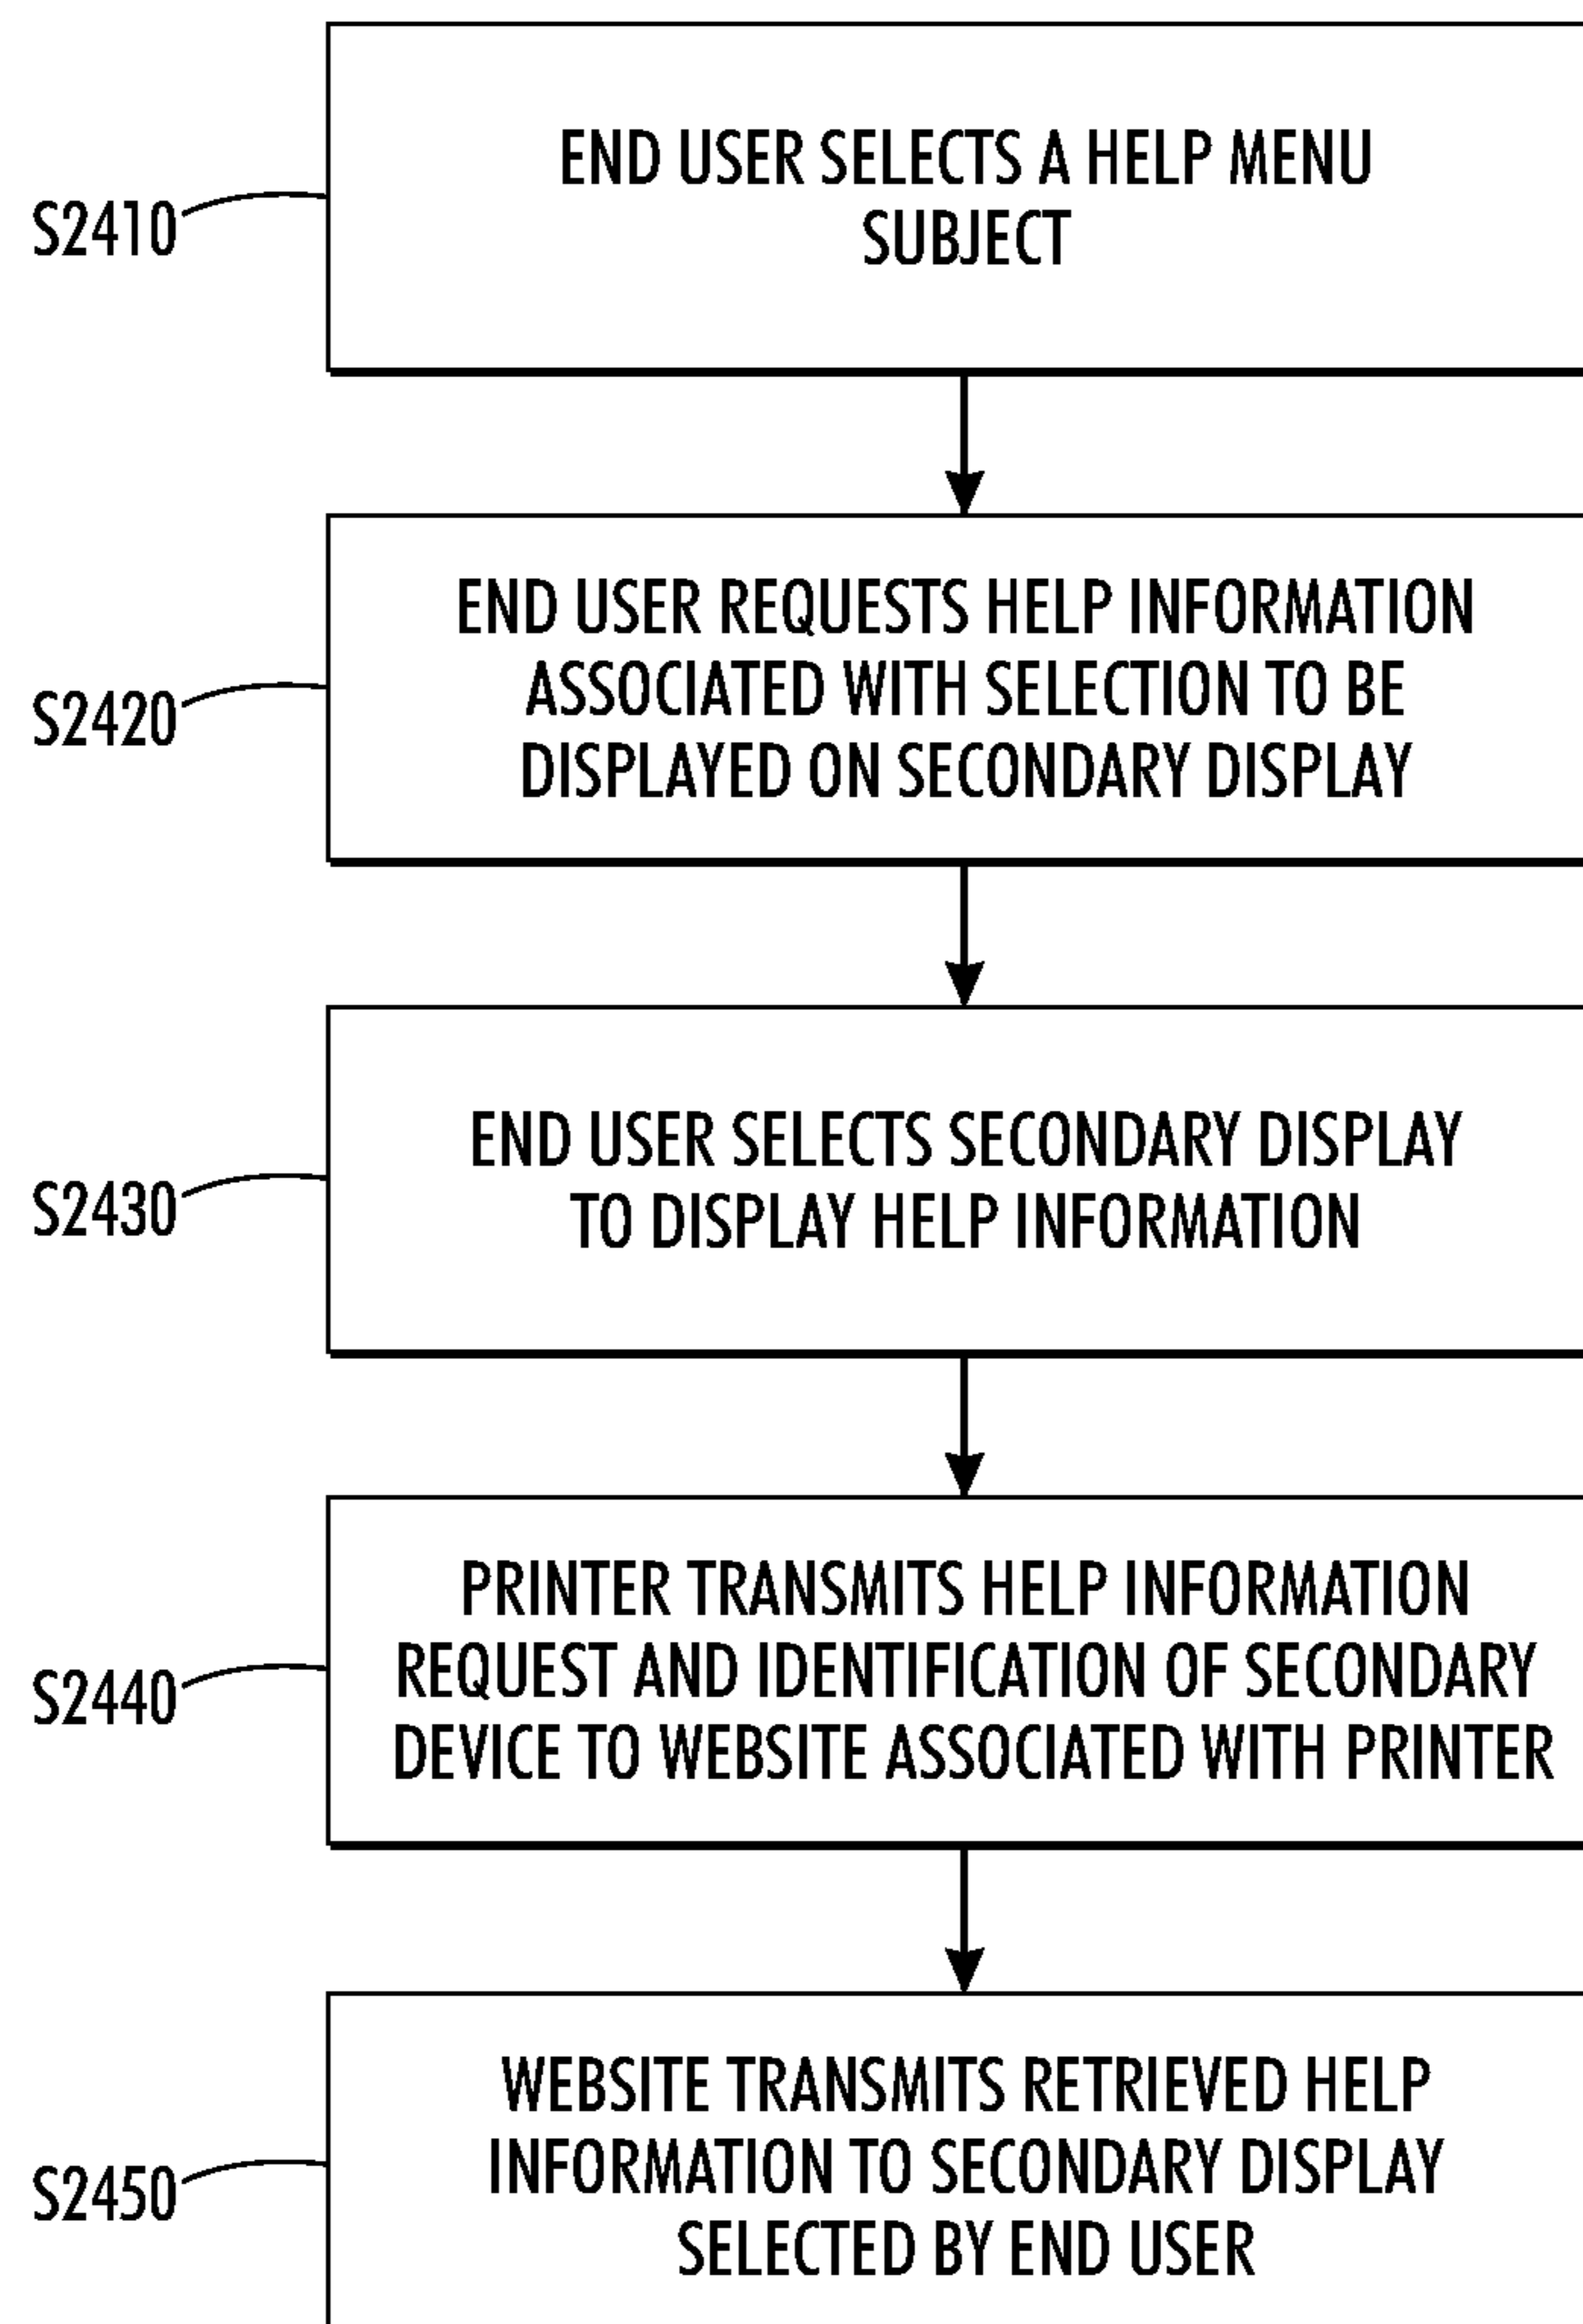 END USER SELECTS A HELP MENU
SUBJECT
S2410
END USER REQUESTS HELP INFORMATION
ASSOCIATED WITH SELECTION TO BE
DISPLAYED ON SECONDARY DISPLAY
S2420
END USER SELECTS SECONDARY DISPLAY
TO DISPLAY HELP INFORMATION
S2430
PRINTER TRANSMITS HELP INFORMATION
REQUEST AND IDENTIFICATION OF SECONDARY
DEVICE TO WEBSITE ASSOCIATED WITH PRINTER
S2440
WEBSITE TRANSMITS RETRIEVED HELP
INFORMATION TO SECONDARY DISPLAY
SELECTED BY END USER
S2450